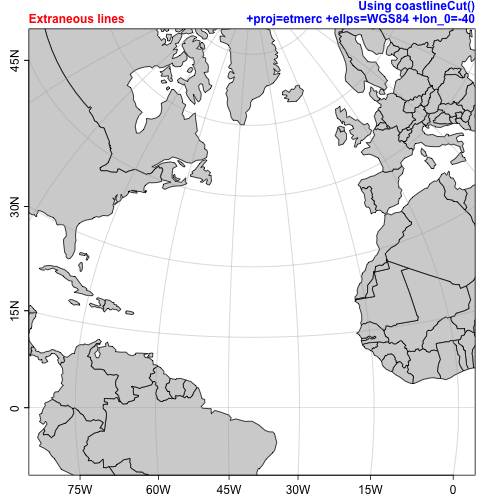 Using coastlineCut()
Extraneous lines +proj=etmerc +ellps=WGS84 +lon_0=-40
45N
30N
15N
0
75W 60W 45W 30W 15W 0